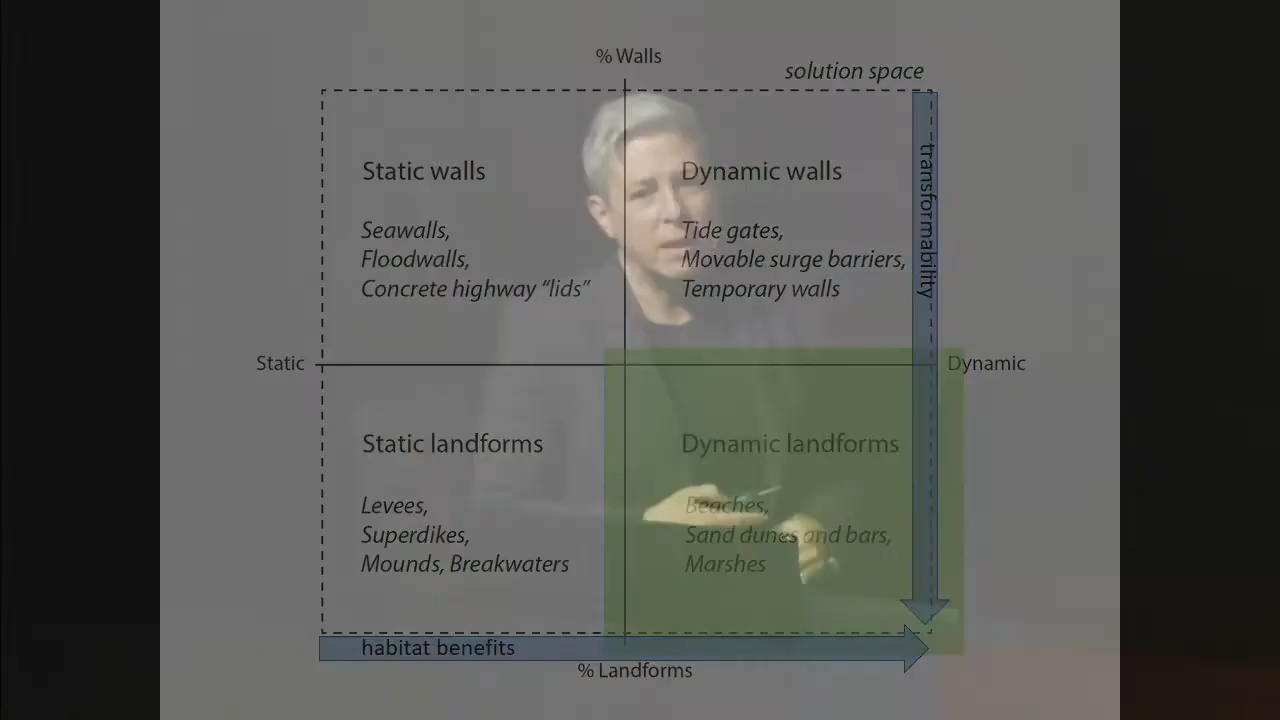 % Walls
solution space
Static walls
Seawalls,
Floodwalls,
Concrete highway “lids”
Dynamic walls
Tide gates,
Movable surge barriers,
Temporary walls
transformability
Static
Dynamic
Static landforms
Levees,
Superdikes,
Mounds, Breakwaters
Dynamic landforms
Beaches,
Sand dunes and bars,
Marshes
habitat benefits
% Landforms